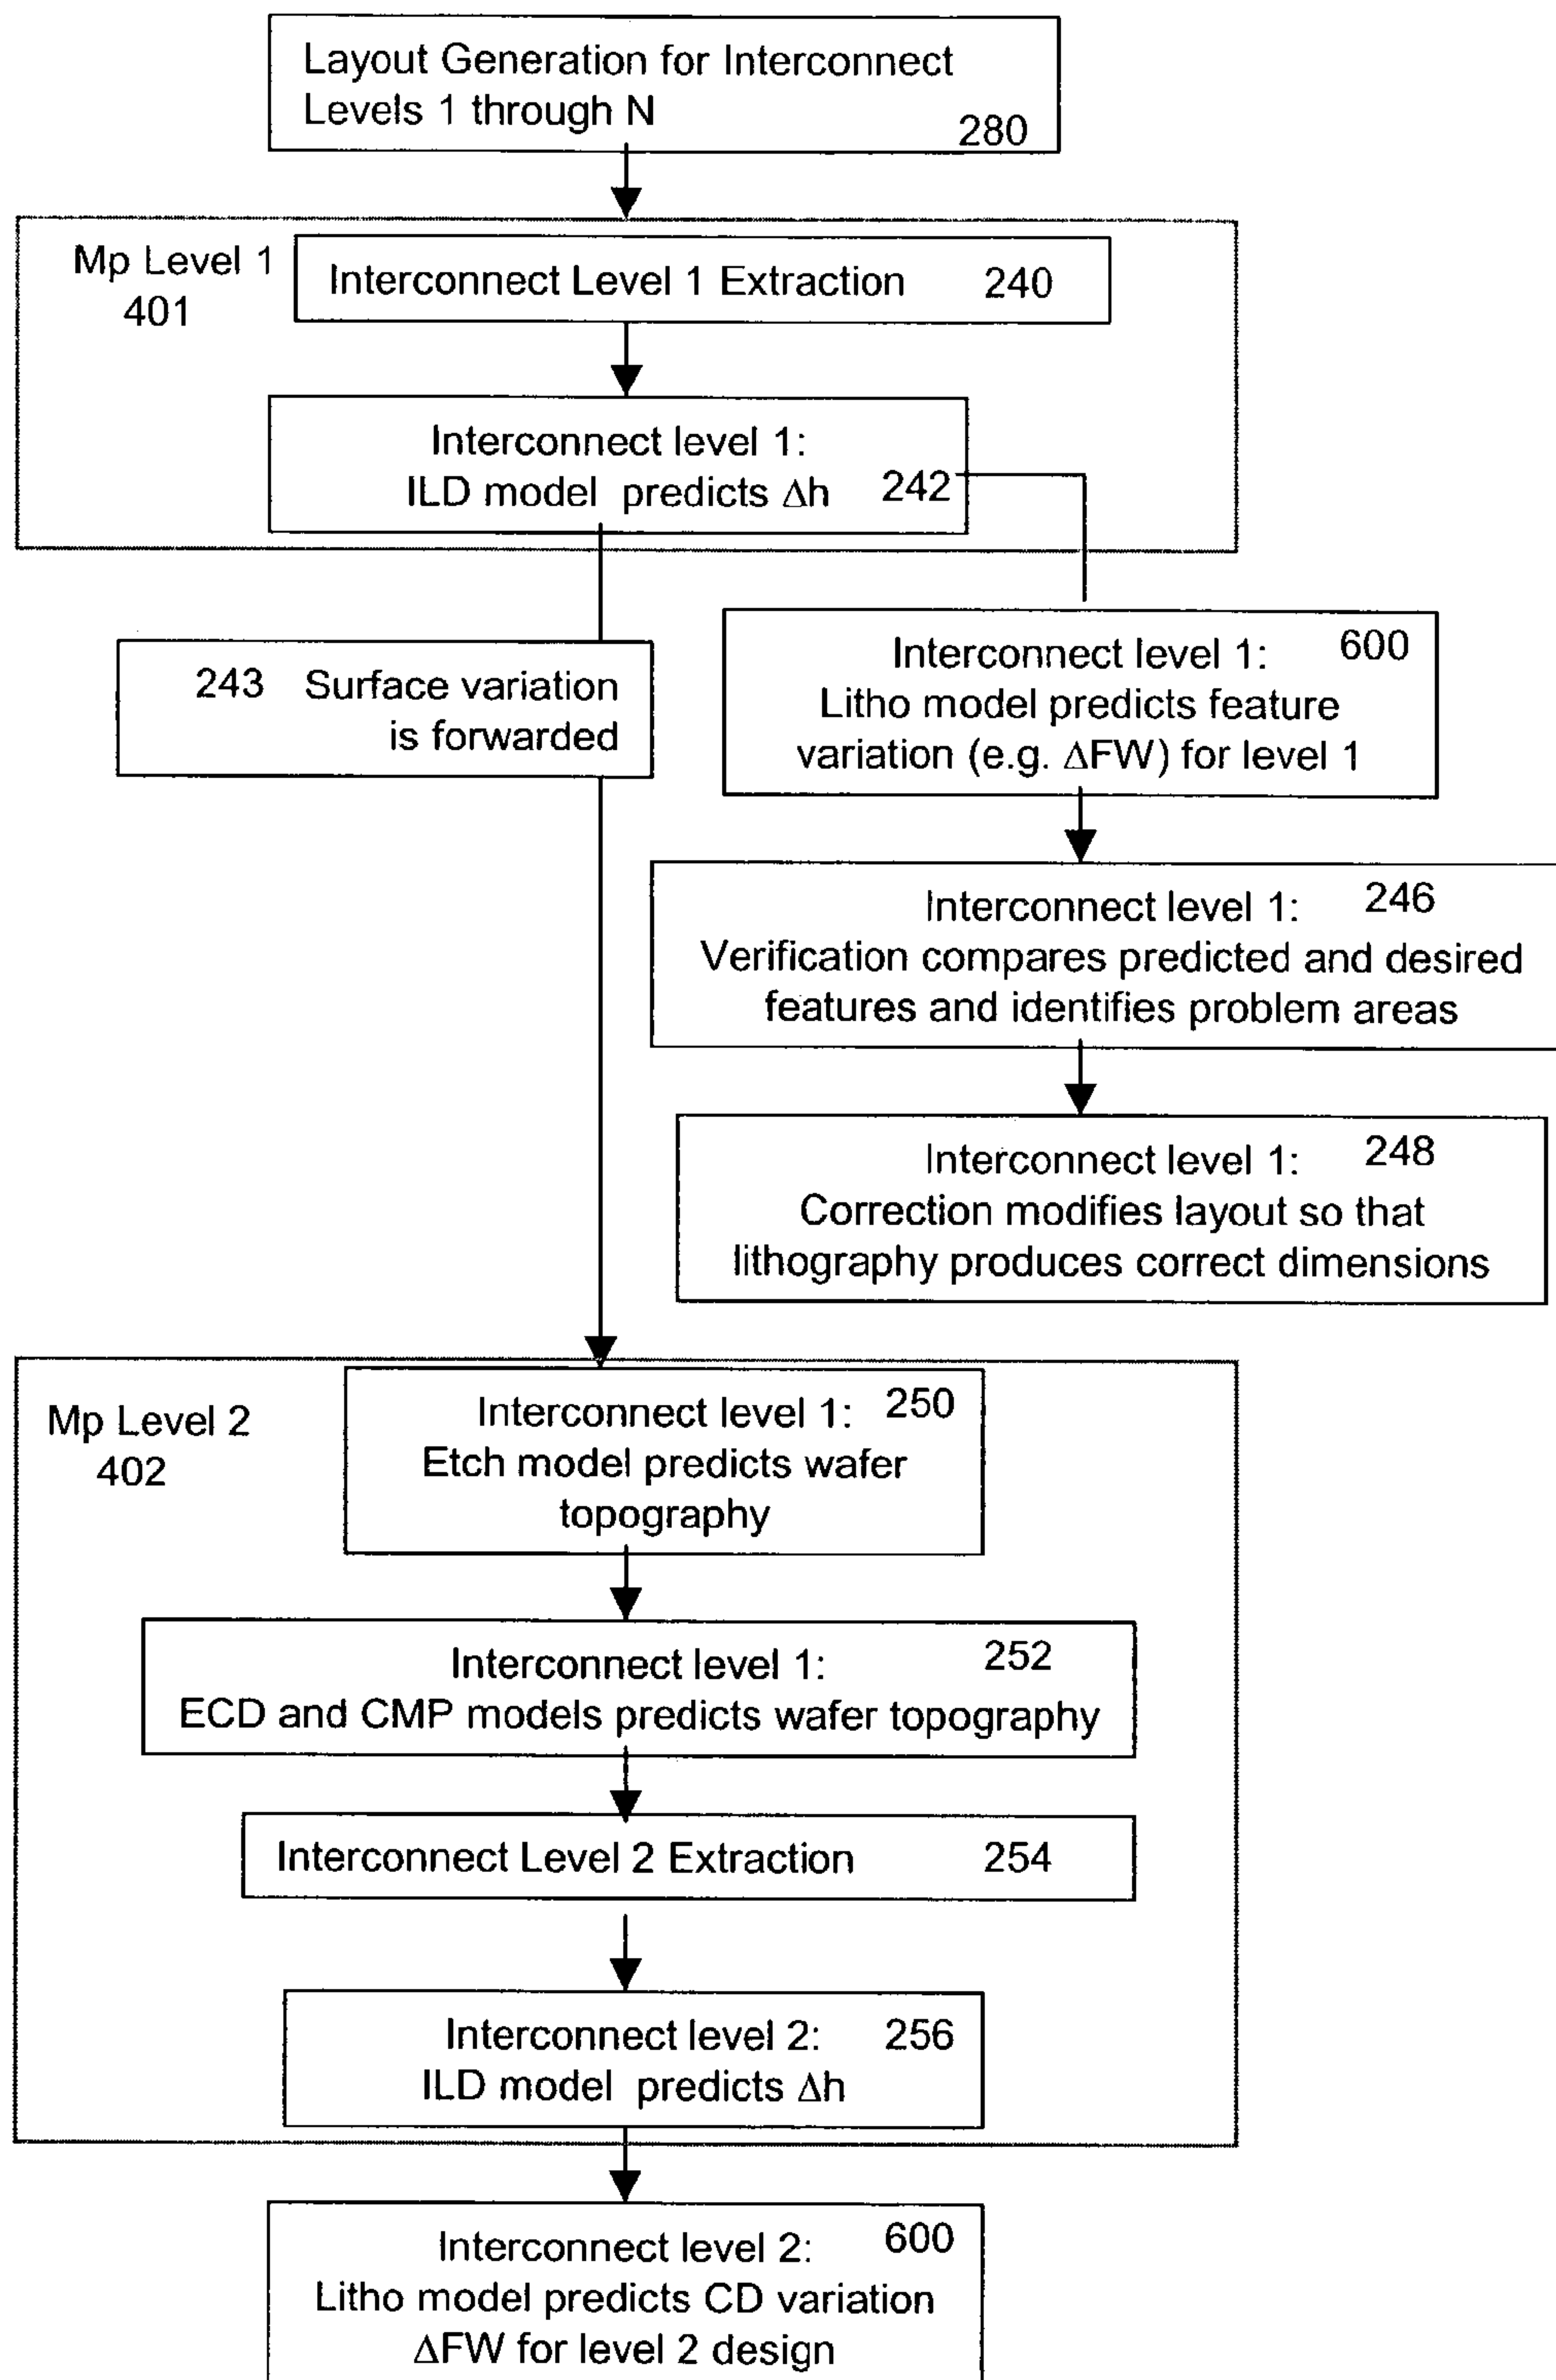 Layout Generation for Interconnect
Levels 1 through N
280
Mp Level 1
401
Interconnect Level 1 Extraction 240
Interconnect level 1:
ILD model predicts Δh 242
243 Surface variation
is forwarded
Interconnect level 1: 600
Litho model predicts feature
variation (e.g. ΔFW) for level 1
Interconnect level 1: 246
Verification compares predicted and desired
features and identifies problem areas
Interconnect level 1: 248
Correction modifies layout so that
lithography produces correct dimensions
Mp Level 2
402
Interconnect level 1: 250
Etch model predicts wafer
topography
Interconnect level 1: 252
ECD and CMP models predicts wafer topography
Interconnect Level 2 Extraction 254
Interconnect level 2: 256
ILD model predicts Δh
Interconnect level 2: 600
Litho model predicts CD variation
ΔFW for level 2 design